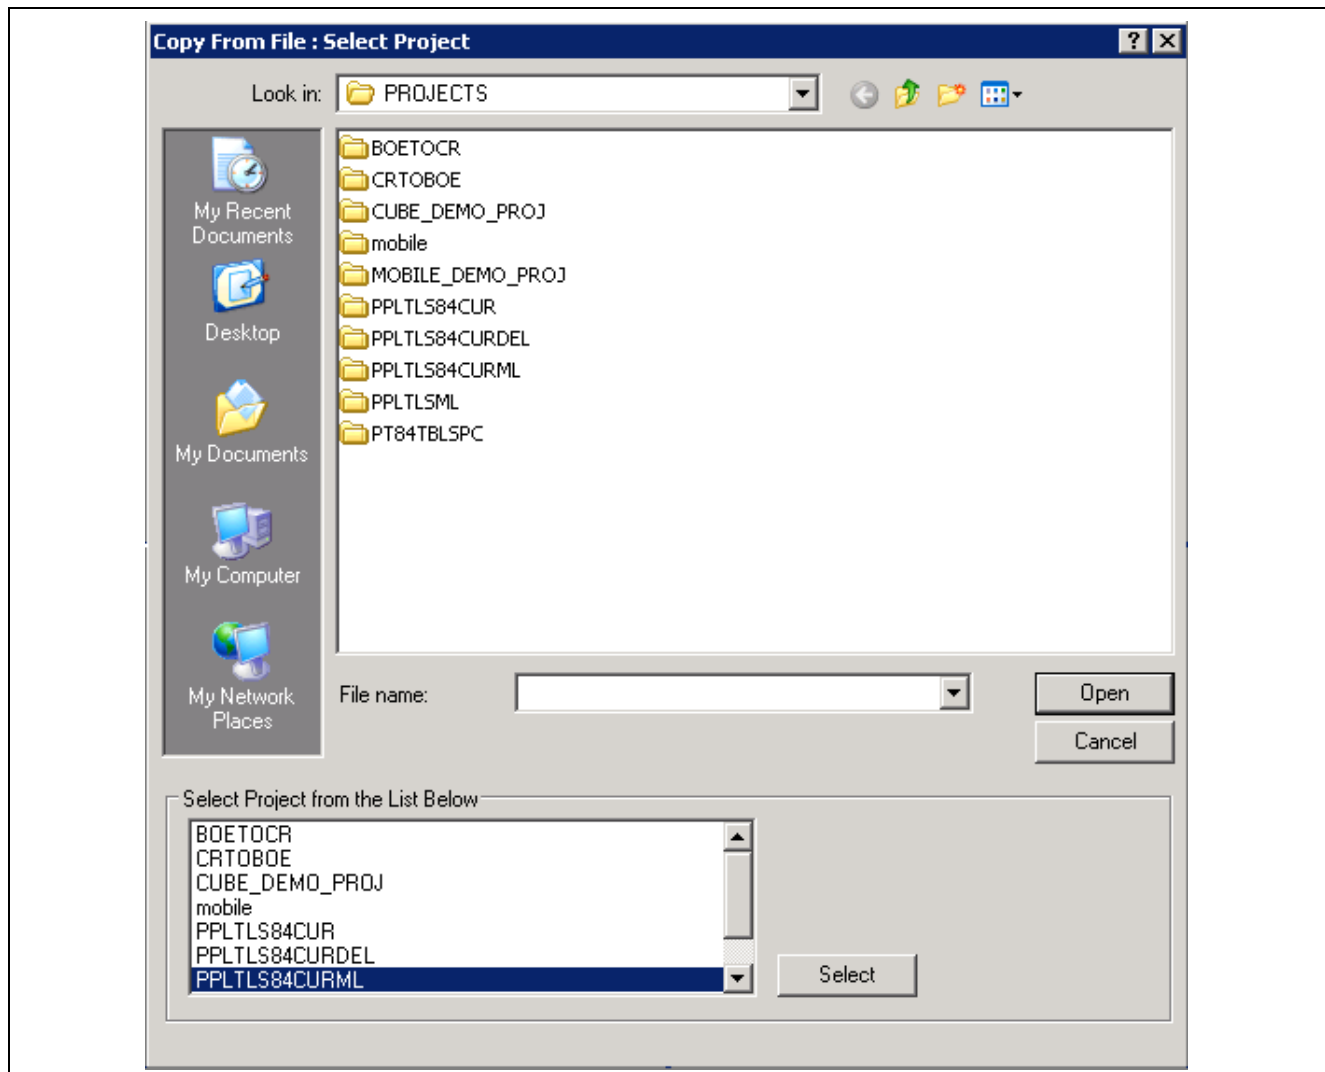 Copy From File : Select Project
Look in:
PROJECTS
My Recent
Documents
Desktop
My Documents
My Computer
My Network
Places
BOETOCR
CRTOBOE
CUBE_DEMO_PROJ
mobile
MOBILE_DEMO_PROJ
PPLTLS84CUR
PPLTLS84CURDEL
PPLTLS84CURML
PPLTLSML
PT84TBLSPC
File name:
Open
Cancel
Select Project from the List Below
BOETOCR
CRTOBOE
CUBE_DEMO_PROJ
mobile
PPLTLS84CUR
PPLTLS84CURDEL
PPLTLS84CURML
Select